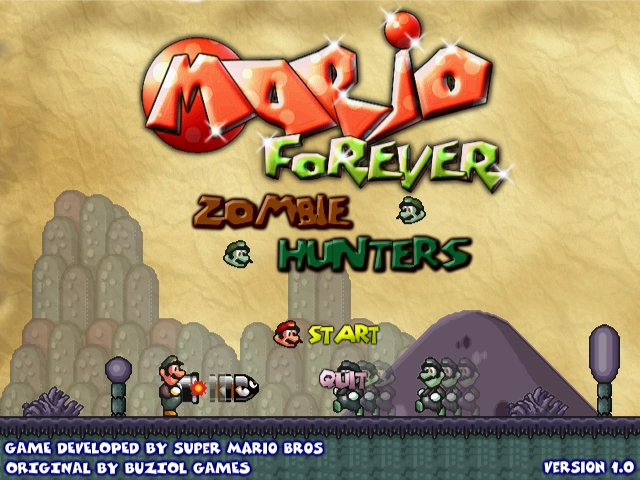 MARIO
FOREVER
ZOMBIE
HUNTERS
START
QUIT
GAME DEVELOPED BY SUPER MARIO BROS
ORIGINAL BY BUZIOL GAMES
VERSION 1.0